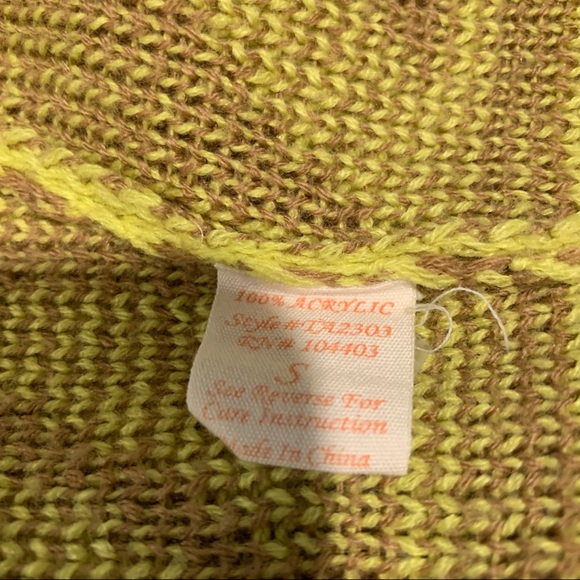 100% ACRYLIC
Style # TA2303
RN# 104403
S
See Reverse For
Care Instruction
Made In China